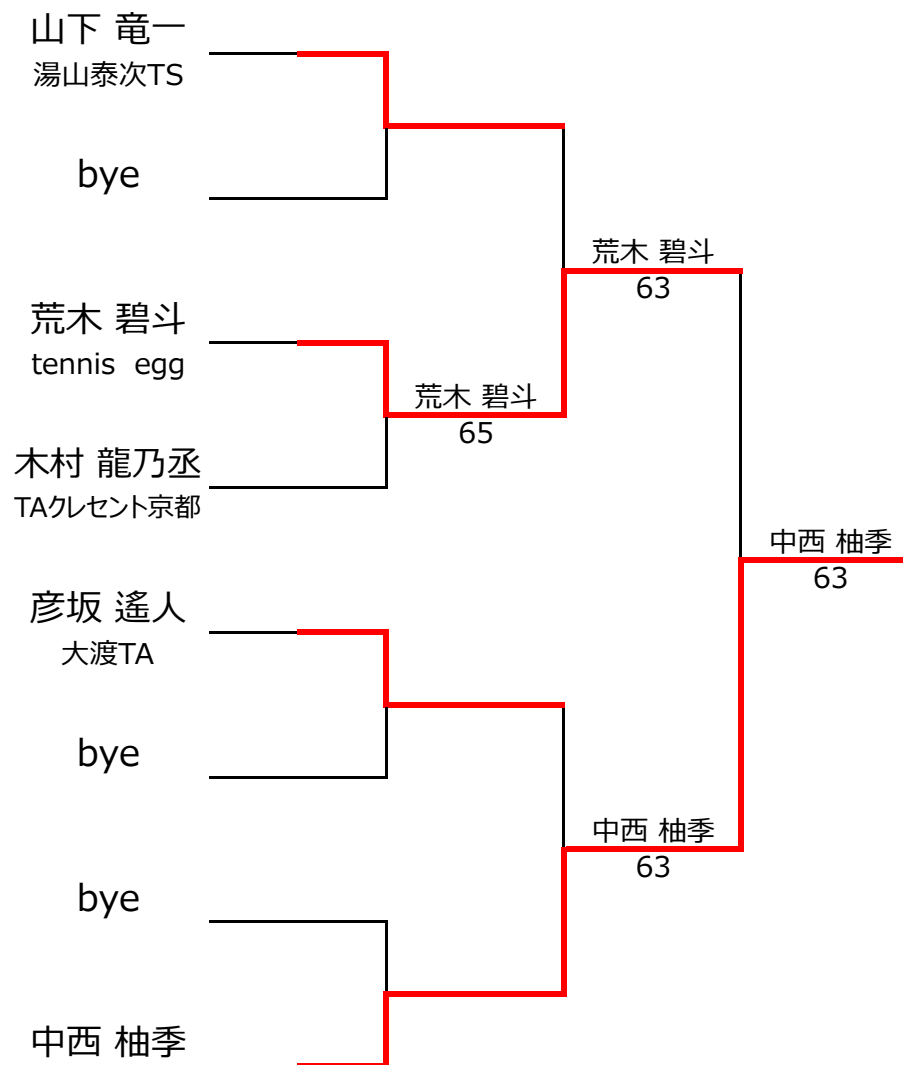 山下 竜一
湯山泰次TS
bye
荒木 碧斗
63
荒木 碧斗
tennis egg
荒木 碧斗
65
木村 龍乃丞
TAクレセント京都
中西 柚季
63
彦坂 遙人
大渡TA
bye
中西 柚季
63
bye
中西 柚季